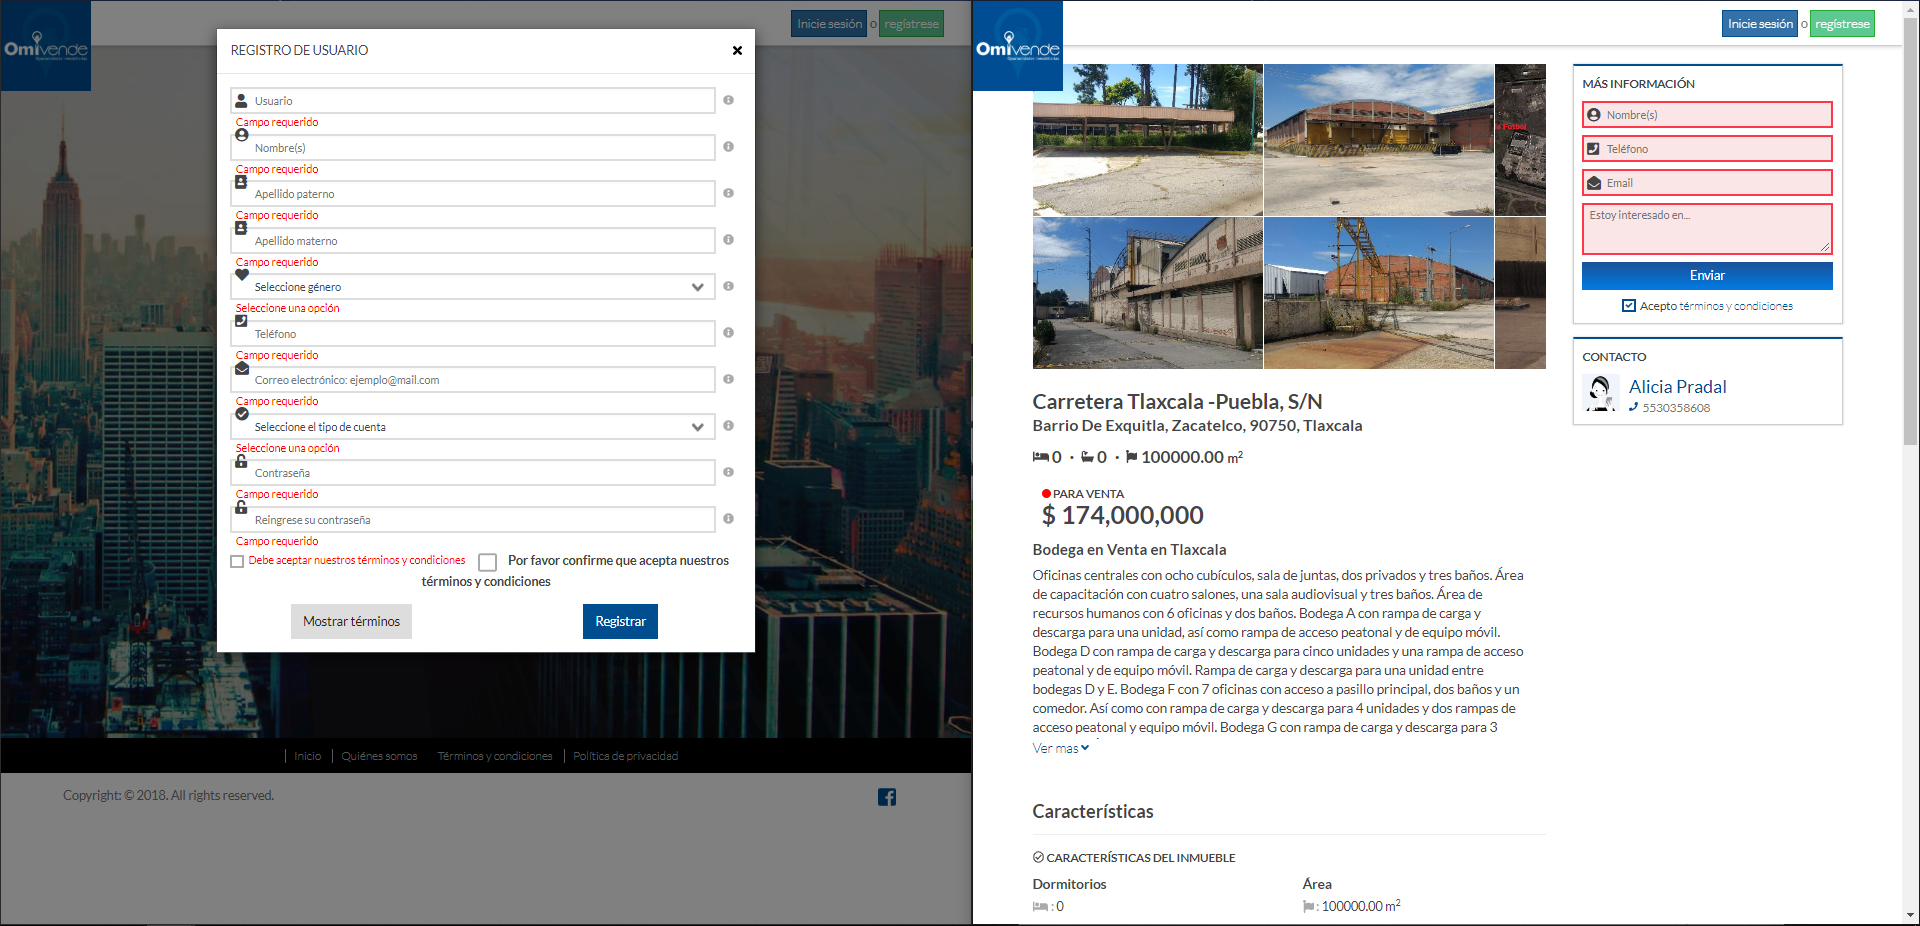 Omivende
Oportunidades Inmobiliarias
Inicie sesión o regístrese
REGISTRO DE USUARIO
Usuario
Campo requerido
Nombre(s)
Campo requerido
Apellido paterno
Campo requerido
Apellido materno
Campo requerido
Seleccione género
Seleccione una opción
Teléfono
Campo requerido
Correo electrónico: ejemplo@mail.com
Campo requerido
Seleccione el tipo de cuenta
Seleccione una opción
Contraseña
Campo requerido
Reingrese su contraseña
Campo requerido
Debe aceptar nuestros términos y condiciones
Por favor confirme que acepta nuestros
términos y condiciones
Mostrar términos
Registrar
Inicio
Quiénes somos
Términos y condiciones
Política de privacidad
Copyright: © 2018. All rights reserved.
Omivende
Oportunidades Inmobiliarias
Inicie sesión o regístrese
Futbol
Carretera Tlaxcala -Puebla, S/N
Barrio De Exquitla, Zacatelco, 90750, Tlaxcala
0 · 0 · 100000.00 m²
PARA VENTA
$ 174,000,000
Bodega en Venta en Tlaxcala
Oficinas centrales con ocho cubículos, sala de juntas, dos privados y tres baños. Área
de capacitación con cuatro salones, una sala audiovisual y tres baños. Área de
recursos humanos con 6 oficinas y dos baños. Bodega A con rampa de carga y
descarga para una unidad, así como rampa de acceso peatonal y de equipo móvil.
Bodega D con rampa de carga y descarga para cinco unidades y una rampa de acceso
peatonal y de equipo móvil. Rampa de carga y descarga para una unidad entre
bodegas D y E. Bodega F con 7 oficinas con acceso a pasillo principal, dos baños y un
comedor. Así como con rampa de carga y descarga para 4 unidades y dos rampas de
acceso peatonal y equipo móvil. Bodega G con rampa de carga y descarga para 3
Ver mas
Características
CARACTERÍSTICAS DEL INMUEBLE
Dormitorios
: 0
Área
: 100000.00 m²
MÁS INFORMACIÓN
Nombre(s)
Teléfono
Email
Estoy interesado en...
Enviar
Acepto términos y condiciones
CONTACTO
Alicia Pradal
5530358608